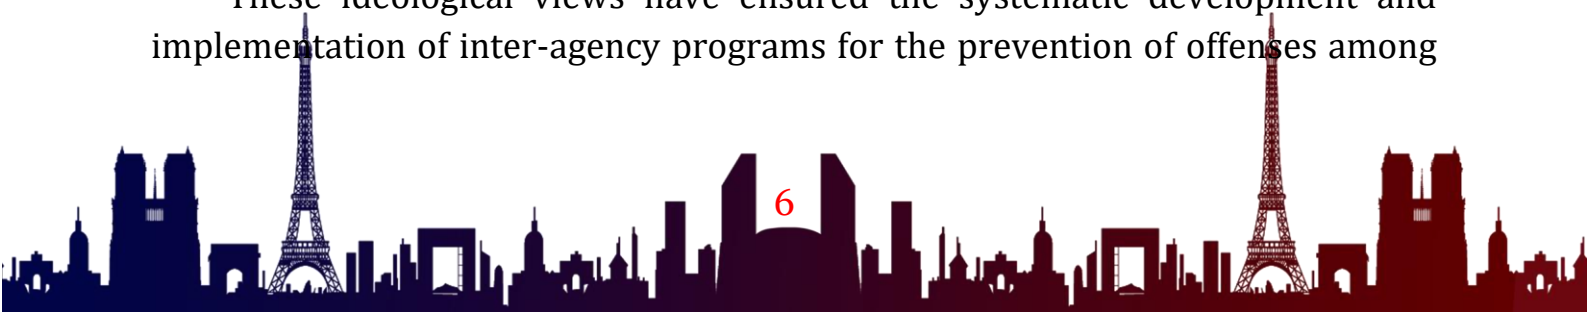 These ideological views have ensured the systematic development and
implementation of inter-agency programs for the prevention of offenses among
6